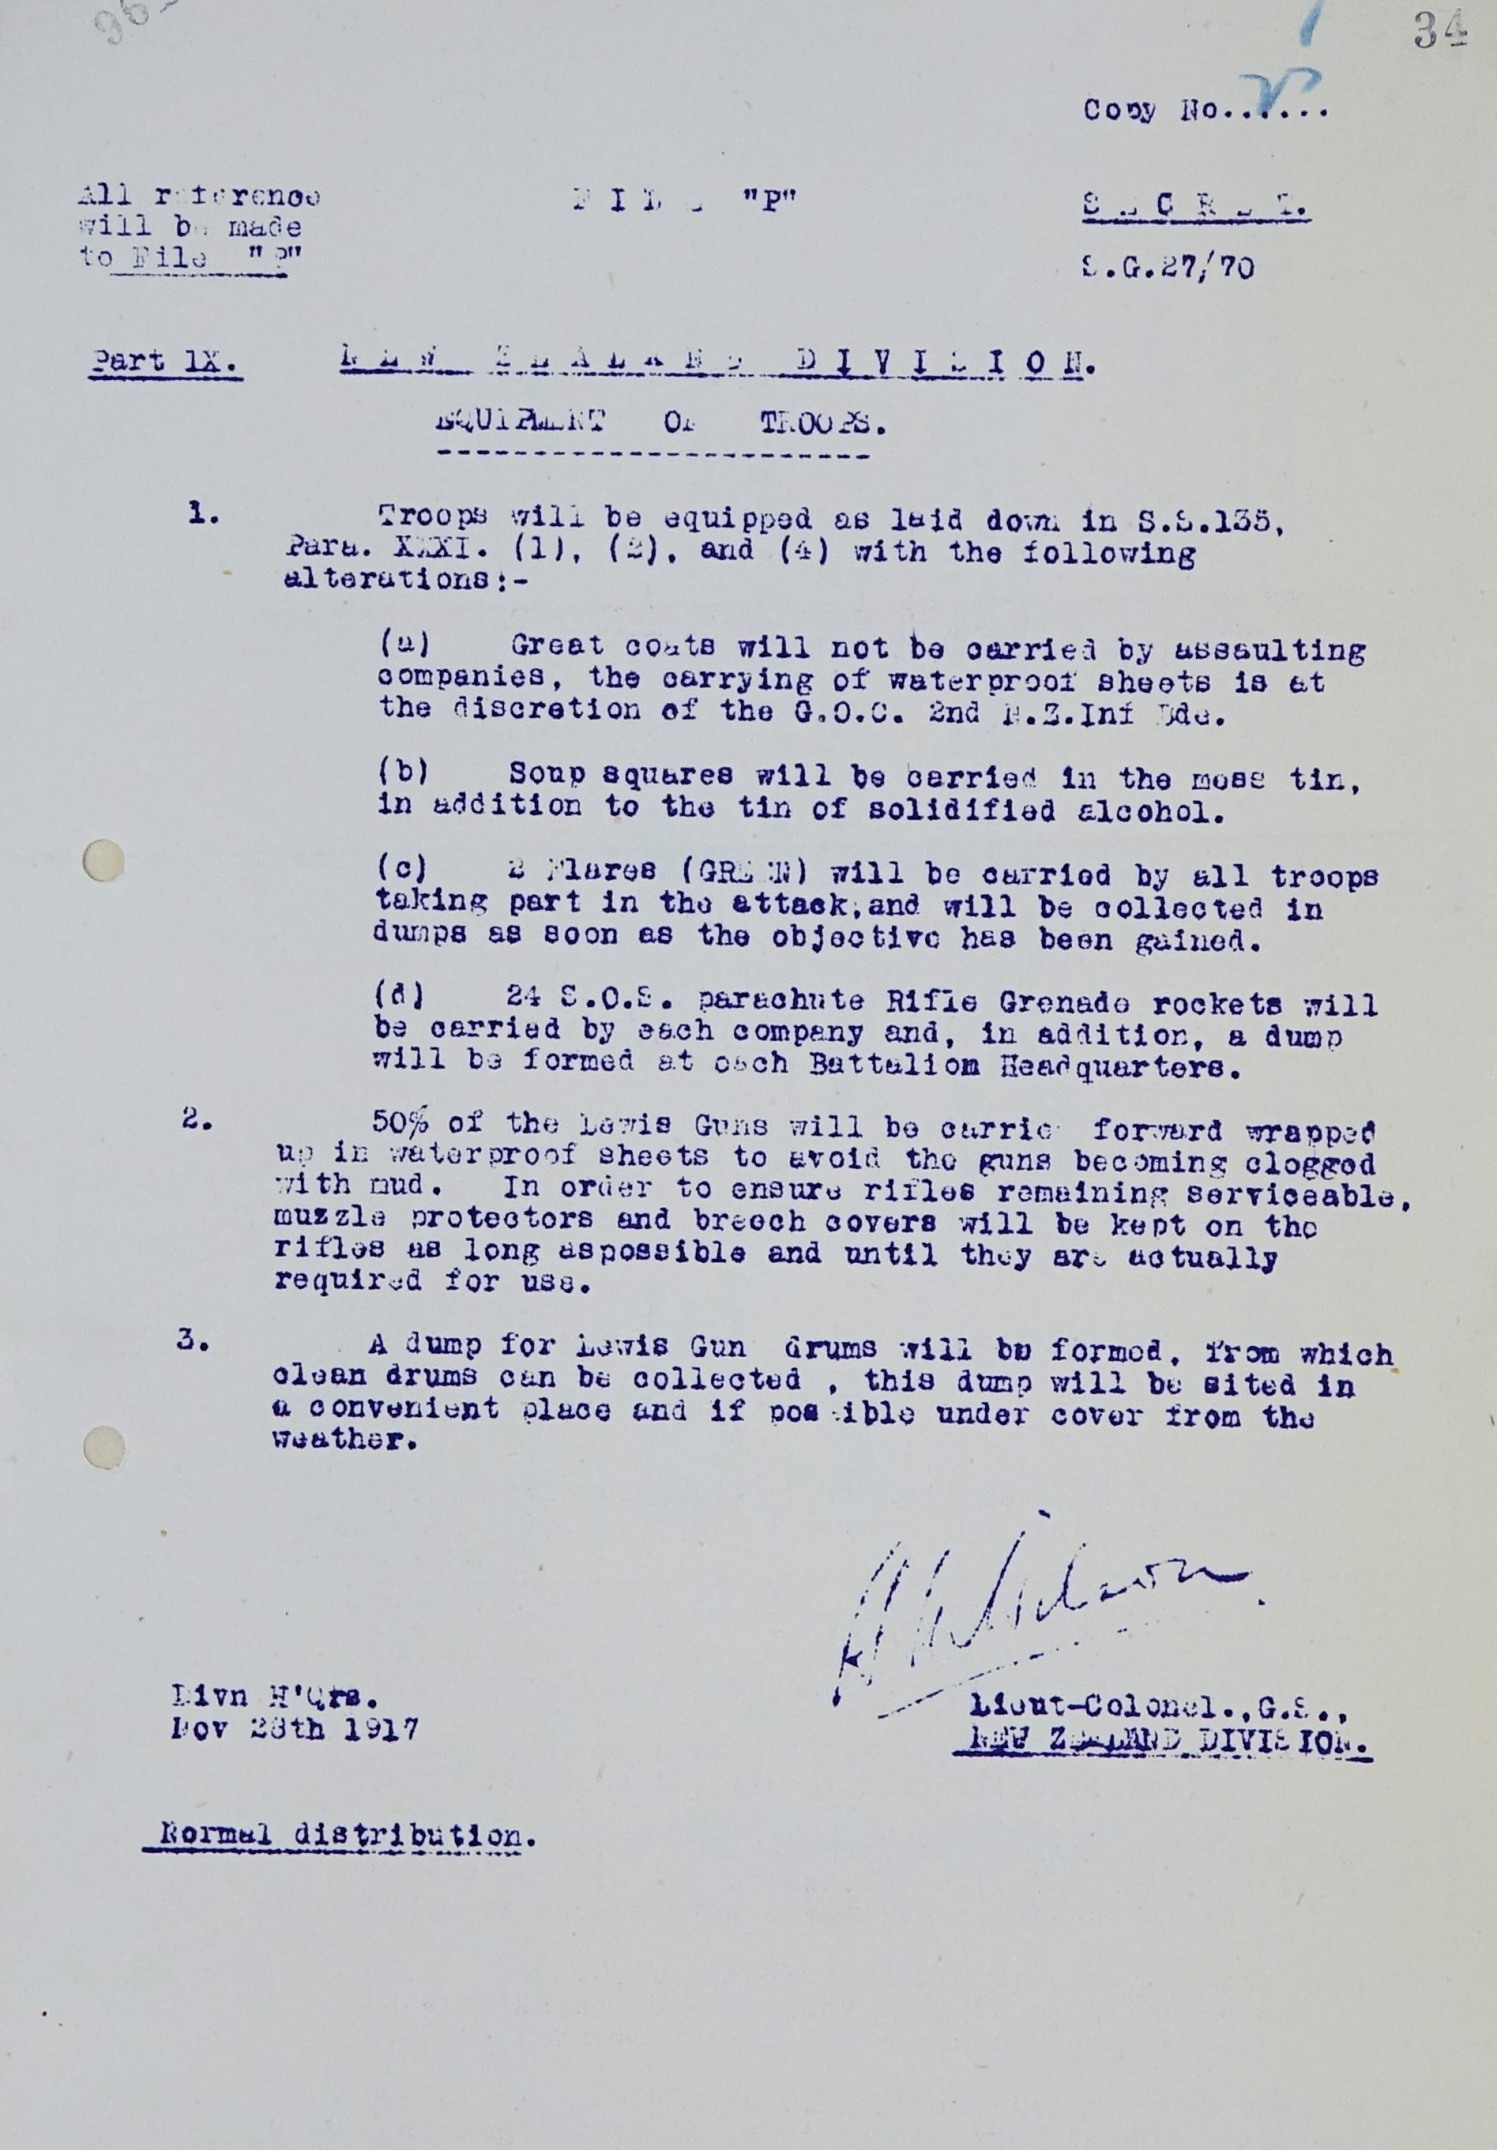 34
Copy No......
All reference FILE "P" SECRET.
will be made
to File "P"
S.G.27/70
Part 1X. NEW ZEALAND DIVISION.
EQUIPMENT OF TROOPS.
1. Troops will be equipped as laid down in S.S.135,
Para. XXXI. (1), (2), and (4) with the following
alterations:-
(a) Great coats will not be carried by assaulting
companies, the carrying of waterproof sheets is at
the discretion of the G.O.C. 2nd N.Z.Inf Bde.
(b) Soup squares will be carried in the mess tin,
in addition to the tin of solidified alcohol.
(c) 2 Flares (GREEN) will be carried by all troops
taking part in the attack,and will be collected in
dumps as soon as the objective has been gained.
(d) 24 S.O.S. parachute Rifle Grenade rockets will
be carried by each company and, in addition, a dump
will be formed at each Battalion Headquarters.
2. 50% of the Lewis Guns will be carried forward wrapped
up in waterproof sheets to avoid the guns becoming clogged
with mud. In order to ensure rifles remaining serviceable,
muzzle protectors and breech covers will be kept on the
rifles as long aspossible and until they are actually
required for use.
3. A dump for Lewis Gun drums will be formed, from which
clean drums can be collected , this dump will be sited in
a convenient place and if possible under cover from the
weather.
Divn H'Qrs. Lieut-Colonel.,G.S.,
Nov 28th 1917 NEW ZEALAND DIVISION.
Normal distribution.